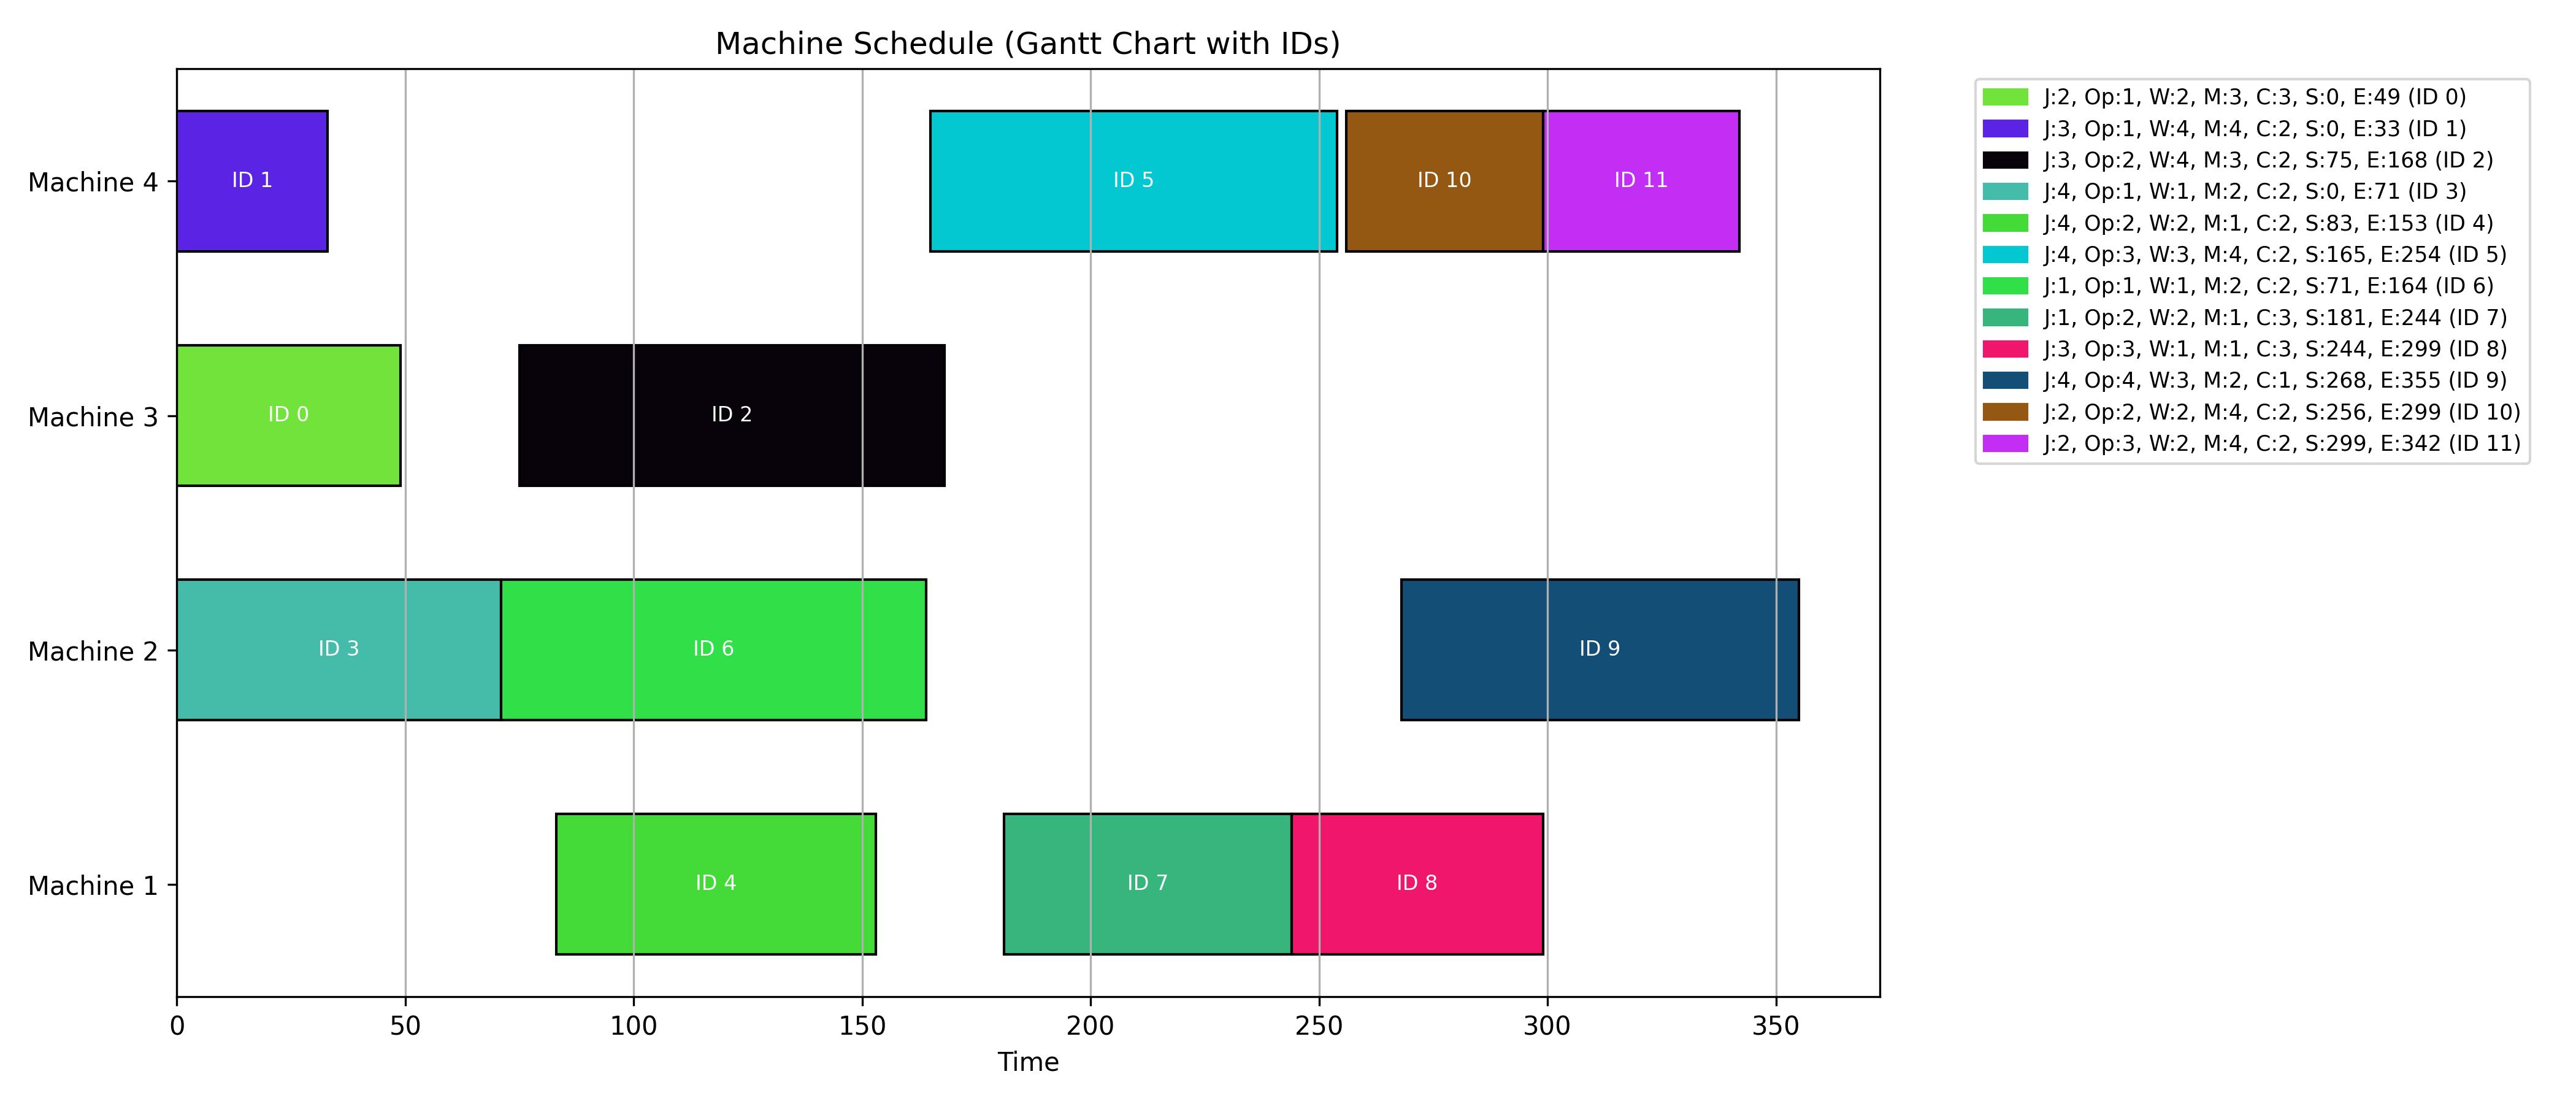 Machine Schedule (Gantt Chart with IDs)
Machine 4
ID 1
ID 5
ID 10
ID 11
Machine 3
ID 0
ID 2
Machine 2
ID 3
ID 6
ID 9
Machine 1
ID 4
ID 7
ID 8
0 50 100 150 200 250 300 350
Time
J:2, Op:1, W:2, M:3, C:3, S:0, E:49 (ID 0)
J:3, Op:1, W:4, M:4, C:2, S:0, E:33 (ID 1)
J:3, Op:2, W:4, M:3, C:2, S:75, E:168 (ID 2)
J:4, Op:1, W:1, M:2, C:2, S:0, E:71 (ID 3)
J:4, Op:2, W:2, M:1, C:2, S:83, E:153 (ID 4)
J:4, Op:3, W:3, M:4, C:2, S:165, E:254 (ID 5)
J:1, Op:1, W:1, M:2, C:2, S:71, E:164 (ID 6)
J:1, Op:2, W:2, M:1, C:3, S:181, E:244 (ID 7)
J:3, Op:3, W:1, M:1, C:3, S:244, E:299 (ID 8)
J:4, Op:4, W:3, M:2, C:1, S:268, E:355 (ID 9)
J:2, Op:2, W:2, M:4, C:2, S:256, E:299 (ID 10)
J:2, Op:3, W:2, M:4, C:2, S:299, E:342 (ID 11)